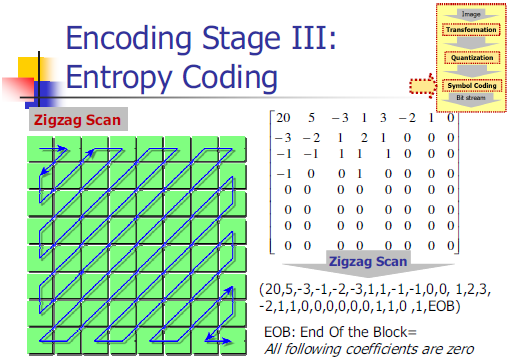 Encoding Stage III:
Entropy Coding
Image
Transformation
Quantization
Symbol Coding
Bit stream
Zigzag Scan
20 5 -3 1 3 -2 1 0
-3 -2 1 2 1 0 0 0
-1 -1 1 1 1 0 0 0
-1 0 0 1 0 0 0 0
0 0 0 0 0 0 0 0
0 0 0 0 0 0 0 0
0 0 0 0 0 0 0 0
0 0 0 0 0 0 0 0
Zigzag Scan
(20,5,-3,-1,-2,-3,1,1,-1,-1,0,0, 1,2,3,
-2,1,1,0,0,0,0,0,0,1,1,0 ,1,EOB)
EOB: End Of the Block=
All following coefficients are zero